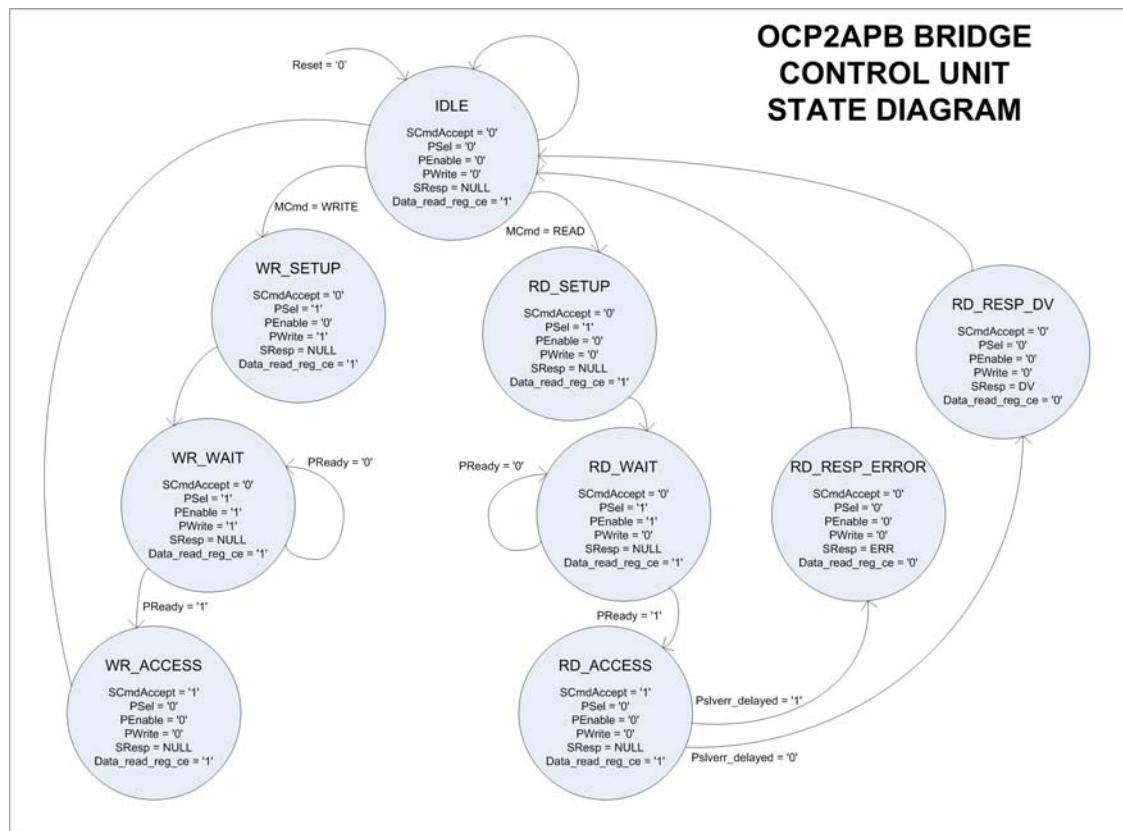 OCP2APB BRIDGE
CONTROL UNIT
STATE DIAGRAM
Reset = '0'
IDLE
SCmdAccept = '0'
PSel = '0'
PEnable = '0'
PWrite = '0'
SResp = NULL
Data_read_reg_ce = '1'
MCmd = WRITE
MCmd = READ
WR_SETUP
SCmdAccept = '0'
PSel = '1'
PEnable = '0'
PWrite = '1'
SResp = NULL
Data_read_reg_ce = '1'
RD_SETUP
SCmdAccept = '0'
PSel = '1'
PEnable = '0'
PWrite = '0'
SResp = NULL
Data_read_reg_ce = '1'
RD_RESP_DV
SCmdAccept = '0'
PSel = '0'
PEnable = '0'
PWrite = '0'
SResp = DV
Data_read_reg_ce = '0'
WR_WAIT
SCmdAccept = '0'
PSel = '1'
PEnable = '1'
PWrite = '1'
SResp = NULL
Data_read_reg_ce = '1'
PReady = '0'
PReady = '0'
RD_WAIT
SCmdAccept = '0'
PSel = '1'
PEnable = '1'
PWrite = '0'
SResp = NULL
Data_read_reg_ce = '1'
RD_RESP_ERROR
SCmdAccept = '0'
PSel = '0'
PEnable = '0'
PWrite = '0'
SResp = ERR
Data_read_reg_ce = '0'
PReady = '1'
PReady = '1'
WR_ACCESS
SCmdAccept = '1'
PSel = '0'
PEnable = '0'
PWrite = '0'
SResp = NULL
Data_read_reg_ce = '1'
RD_ACCESS
SCmdAccept = '1'
PSel = '0'
PEnable = '0'
PWrite = '0'
SResp = NULL
Data_read_reg_ce = '1'
Pslverr_delayed = '1'
Pslverr_delayed = '0'